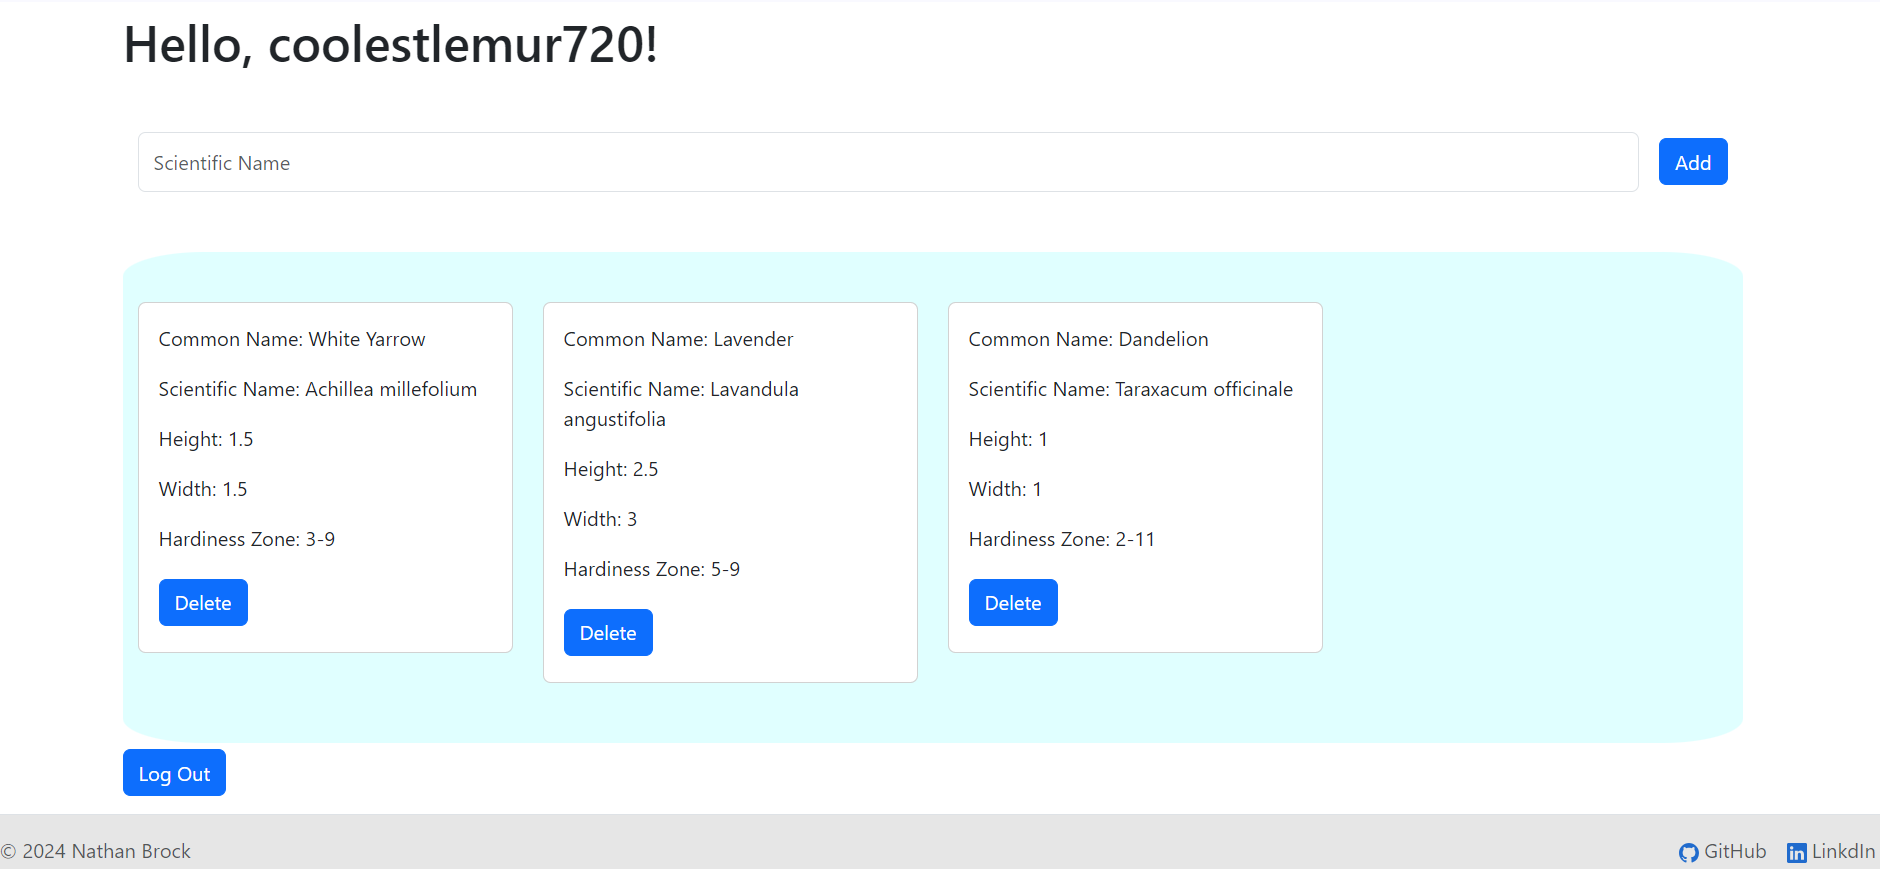 Hello, coolestlemur720!
Scientific Name
Add
Common Name: White Yarrow
Scientific Name: Achillea millefolium
Height: 1.5
Width: 1.5
Hardiness Zone: 3-9
Delete
Common Name: Lavender
Scientific Name: Lavandula
angustifolia
Height: 2.5
Width: 3
Hardiness Zone: 5-9
Delete
Common Name: Dandelion
Scientific Name: Taraxacum officinale
Height: 1
Width: 1
Hardiness Zone: 2-11
Delete
Log Out
© 2024 Nathan Brock
GitHub
LinkdIn